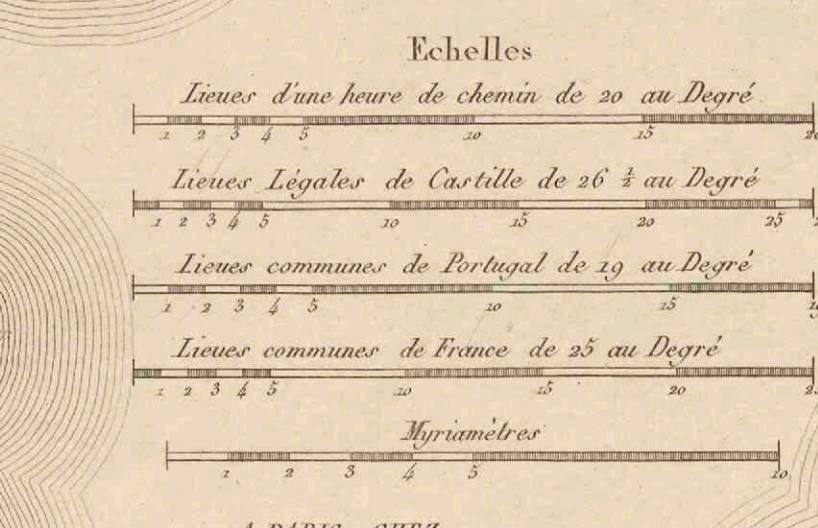 Echelles
Lieues d'une heure de chemin de 20 au Degré.
1 2 3 4 5 10 15
Lieues Légales de Castille de 26 ½ au Degré
1 2 3 4 5 10 15 20 25
Lieues communes de Portugal de 19 au Degré
1 2 3 4 5 10 15
Lieues communes de France de 25 au Degré
1 2 3 4 5 10 15 20
Myriamètres
1 2 3 4 5 10
A PARIS, CHEZ